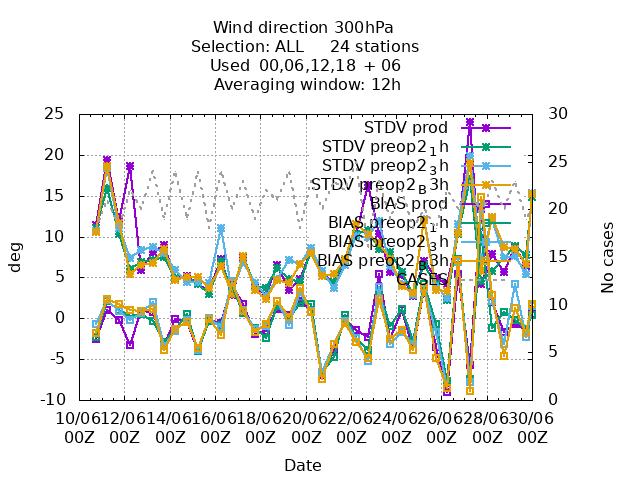 Wind direction 300hPa
Selection: ALL 24 stations
Used 00,06,12,18 + 06
Averaging window: 12h
25
20
15
10
5
0
-5
-10
30
25
20
15
10
5
0
STDV prod
STDV preop2_1h
STDV preop2_3h
STDV preop2_B3h
BIAS prod
BIAS preop2_1h
BIAS preop2_3h
BIAS preop2_B3h
CASES
deg
No cases
10/06 12/06 14/06 16/06 18/06 20/06 22/06 24/06 26/06 28/06 30/06
00Z 00Z 00Z 00Z 00Z 00Z 00Z 00Z 00Z 00Z 00Z
Date